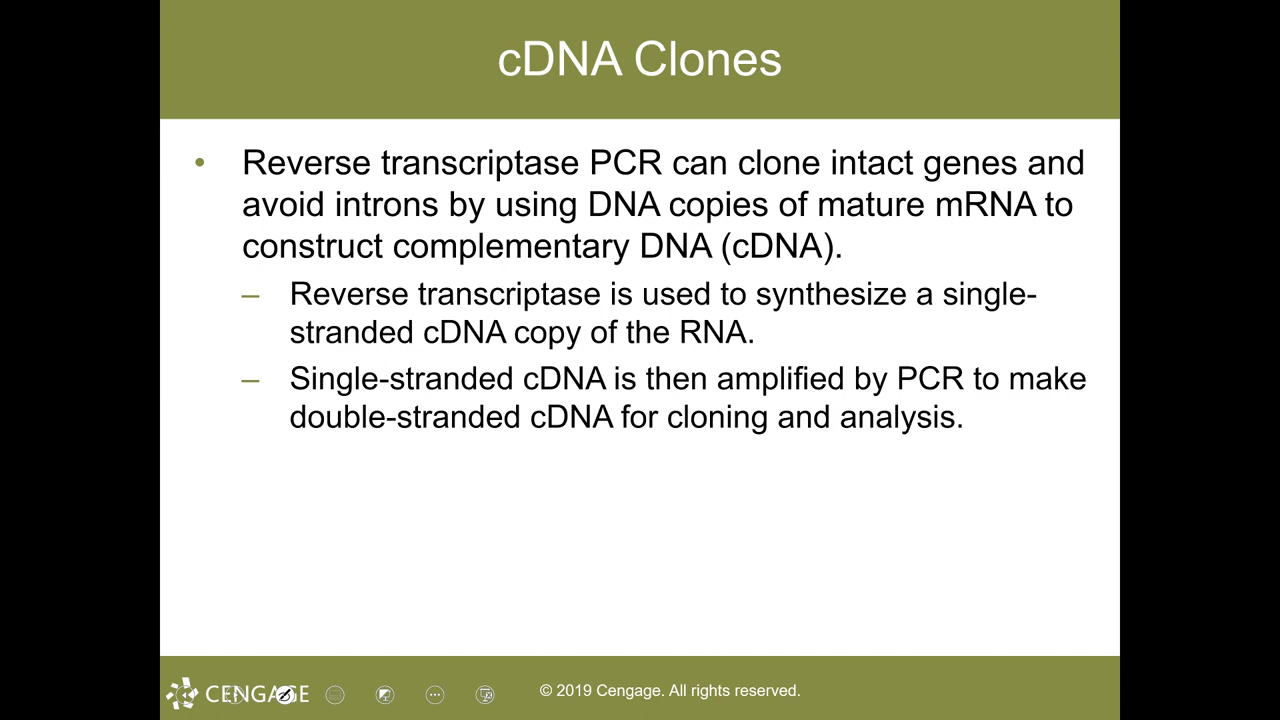 cDNA Clones
• Reverse transcriptase PCR can clone intact genes and
avoid introns by using DNA copies of mature mRNA to
construct complementary DNA (cDNA).
– Reverse transcriptase is used to synthesize a single-
stranded cDNA copy of the RNA.
– Single-stranded cDNA is then amplified by PCR to make
double-stranded cDNA for cloning and analysis.
CENGAGE
© 2019 Cengage. All rights reserved.